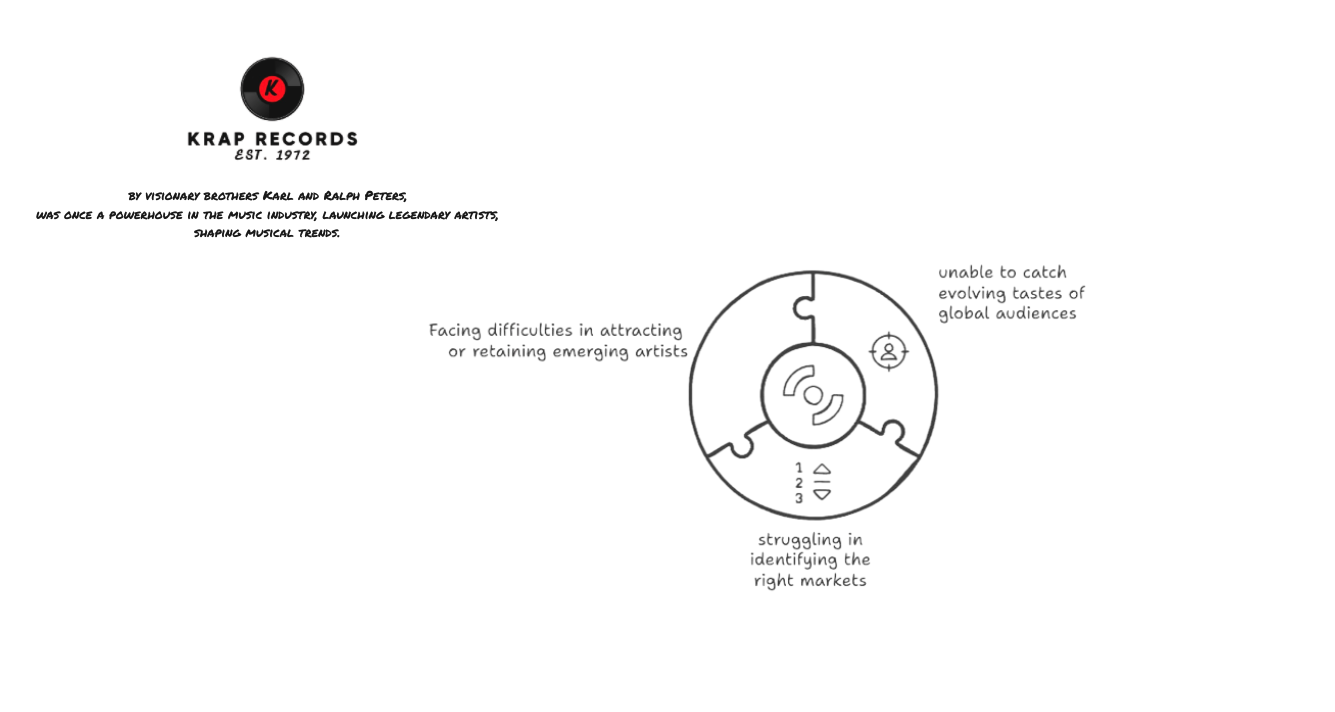 K
KRAP RECORDS
EST. 1972
by visionary brothers Karl and Ralph Peters,
was once a powerhouse in the music industry, launching legendary artists,
shaping musical trends.
unable to catch
evolving tastes of
global audiences
Facing difficulties in attracting
or retaining emerging artists
1
2
3
struggling in
identifying the
right markets